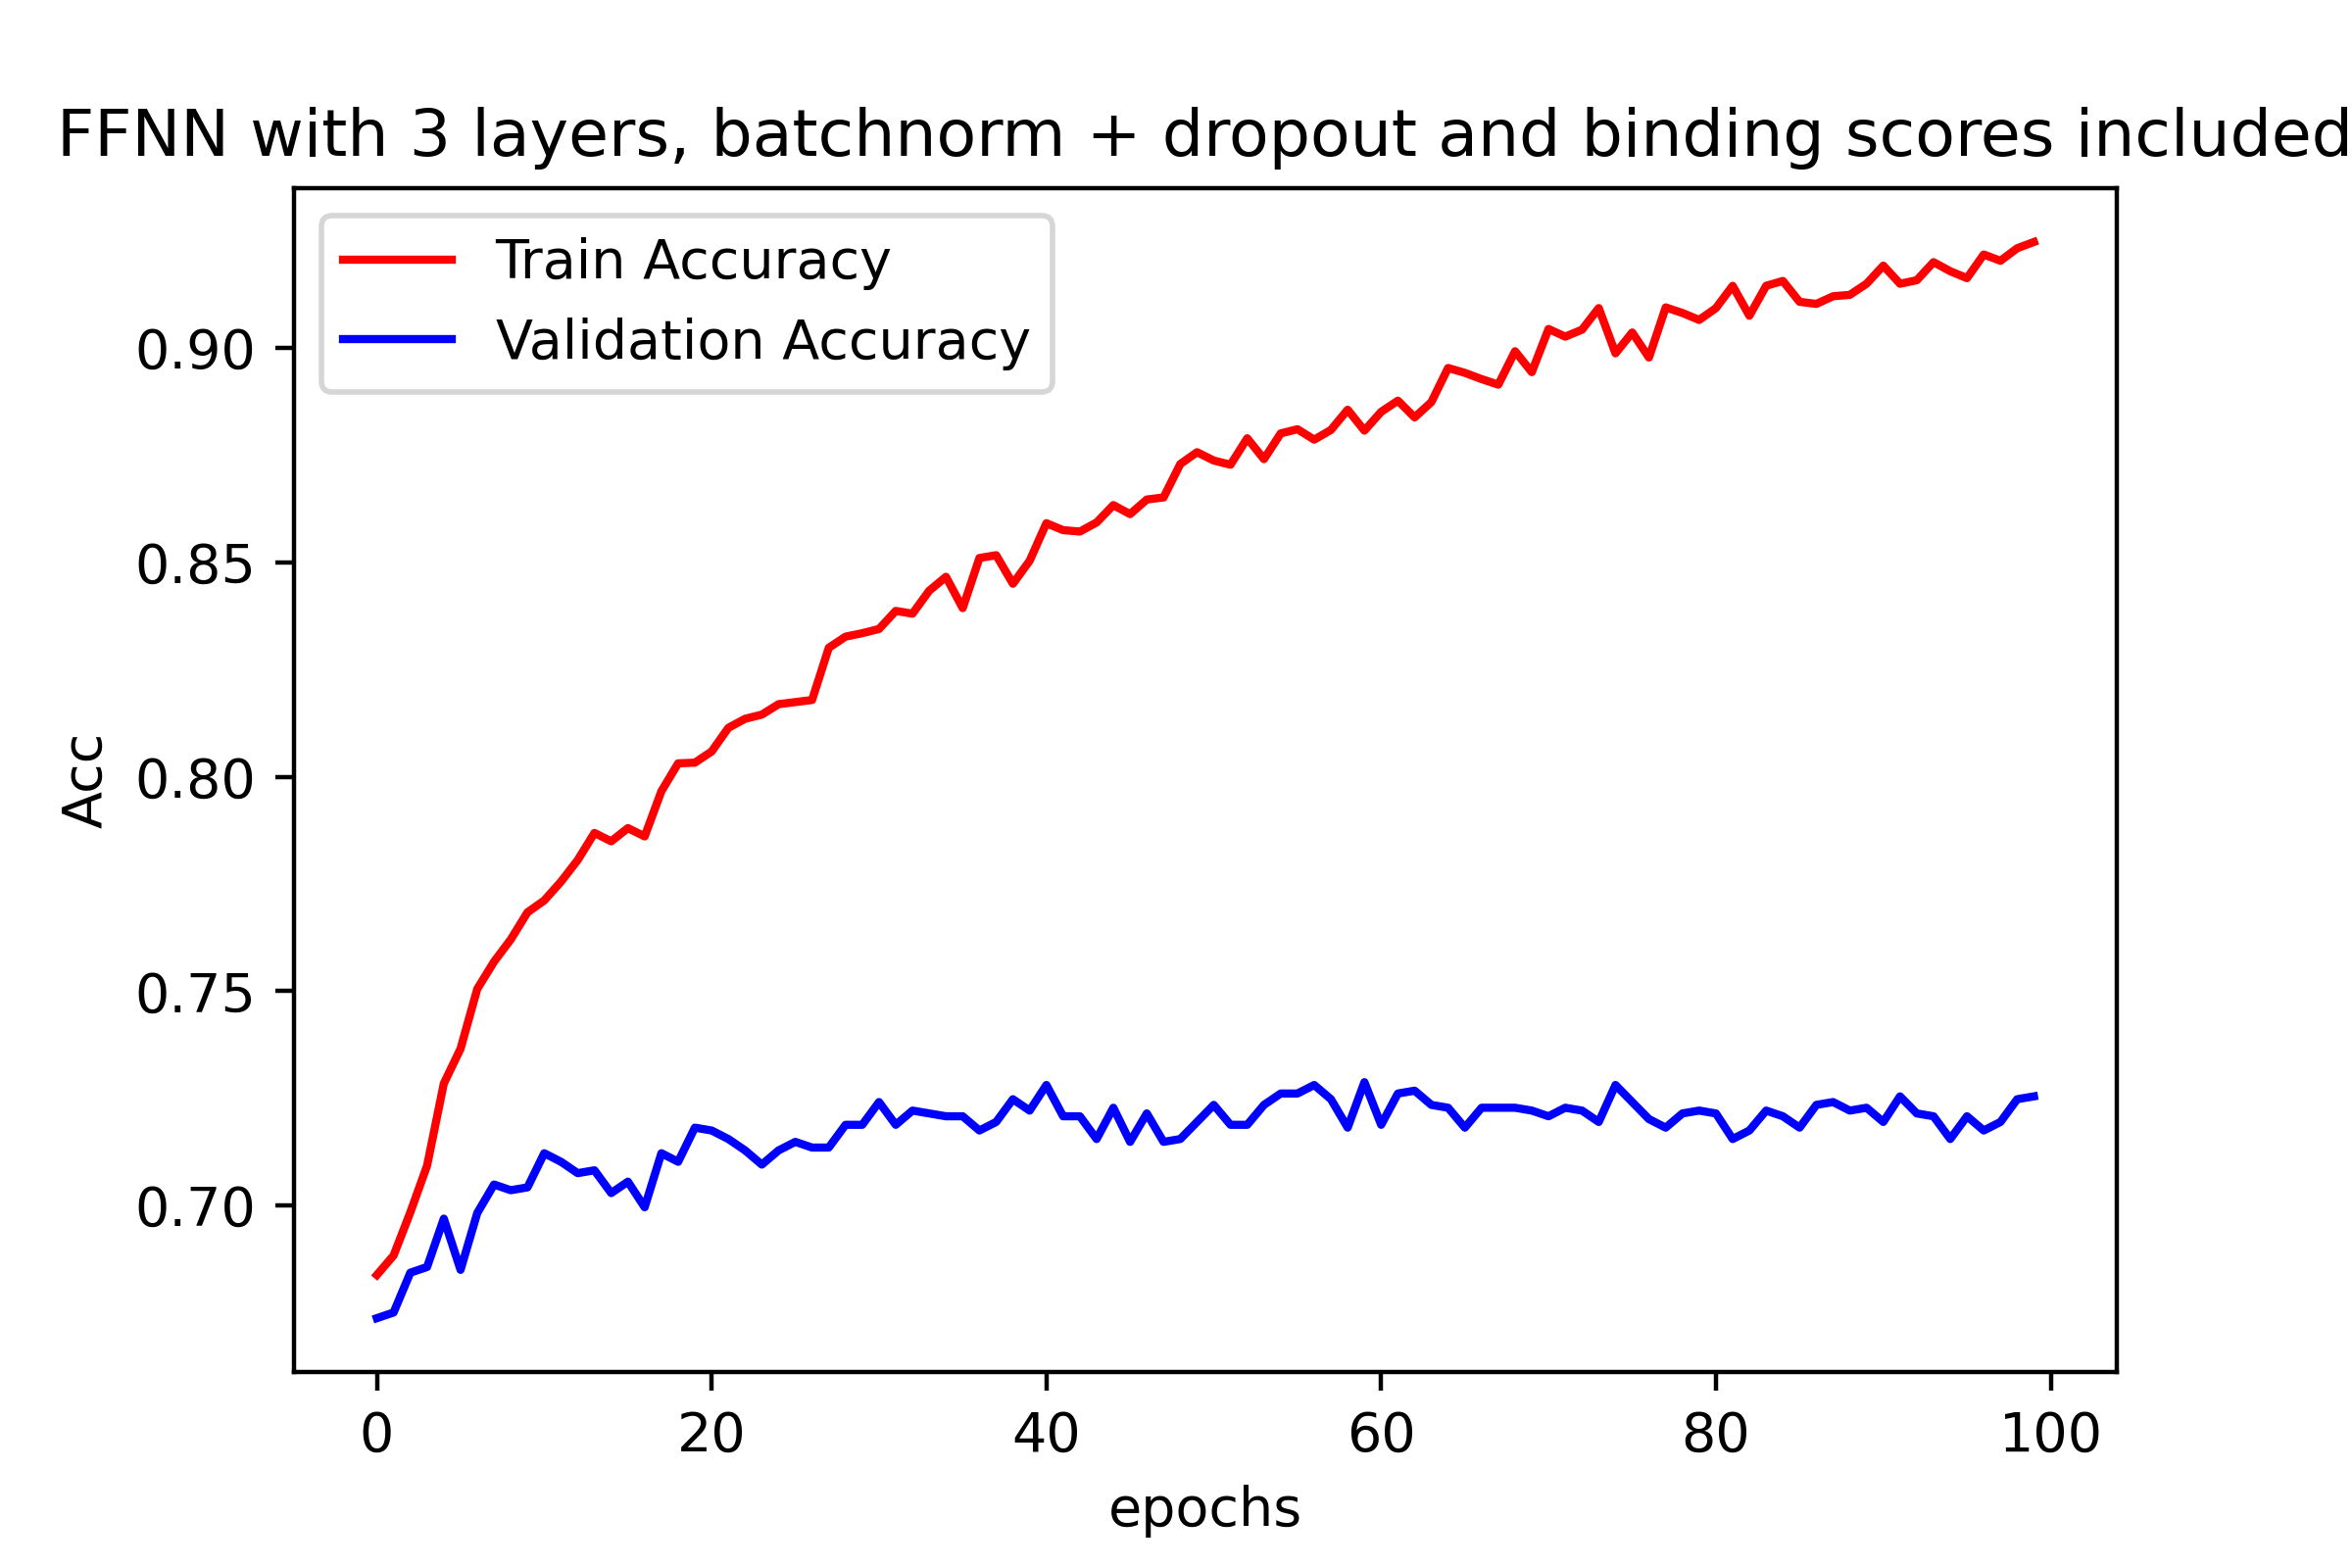 FFNN with 3 layers, batchnorm + dropout and binding scores included
Train Accuracy
Validation Accuracy
0.90
0.85
0.80
0.75
0.70
Acc
0 20 40 60 80 100
epochs